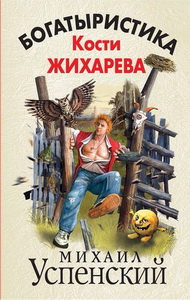 БОГАТЫРИСТИКА
Кости
ЖИХАРЕВА
МИХАИЛ
УСПЕНСКИЙ